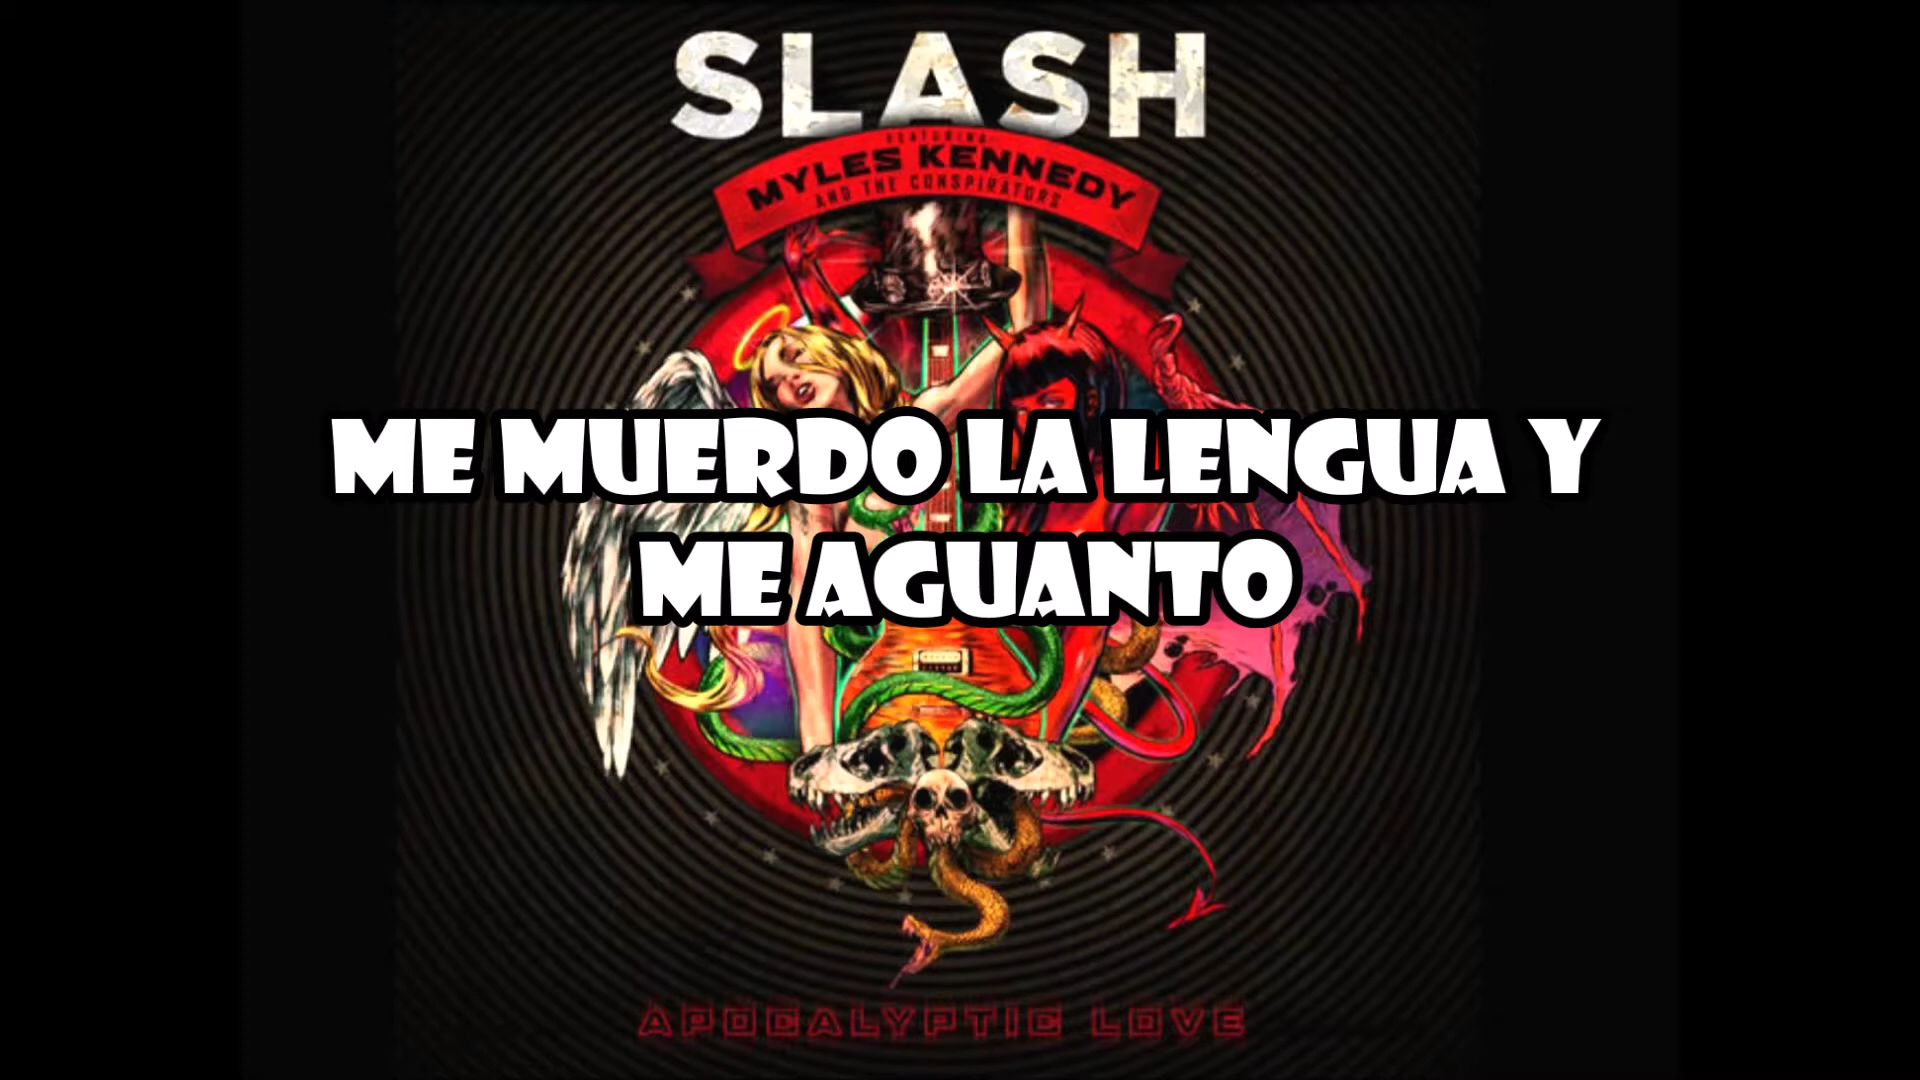 SLASH
FEATURING
MYLES KENNEDY
AND THE CONSPIRATORS
ME MUERDO LA LENGUA Y
ME AGUANTO
APOCALYPTIC LOVE